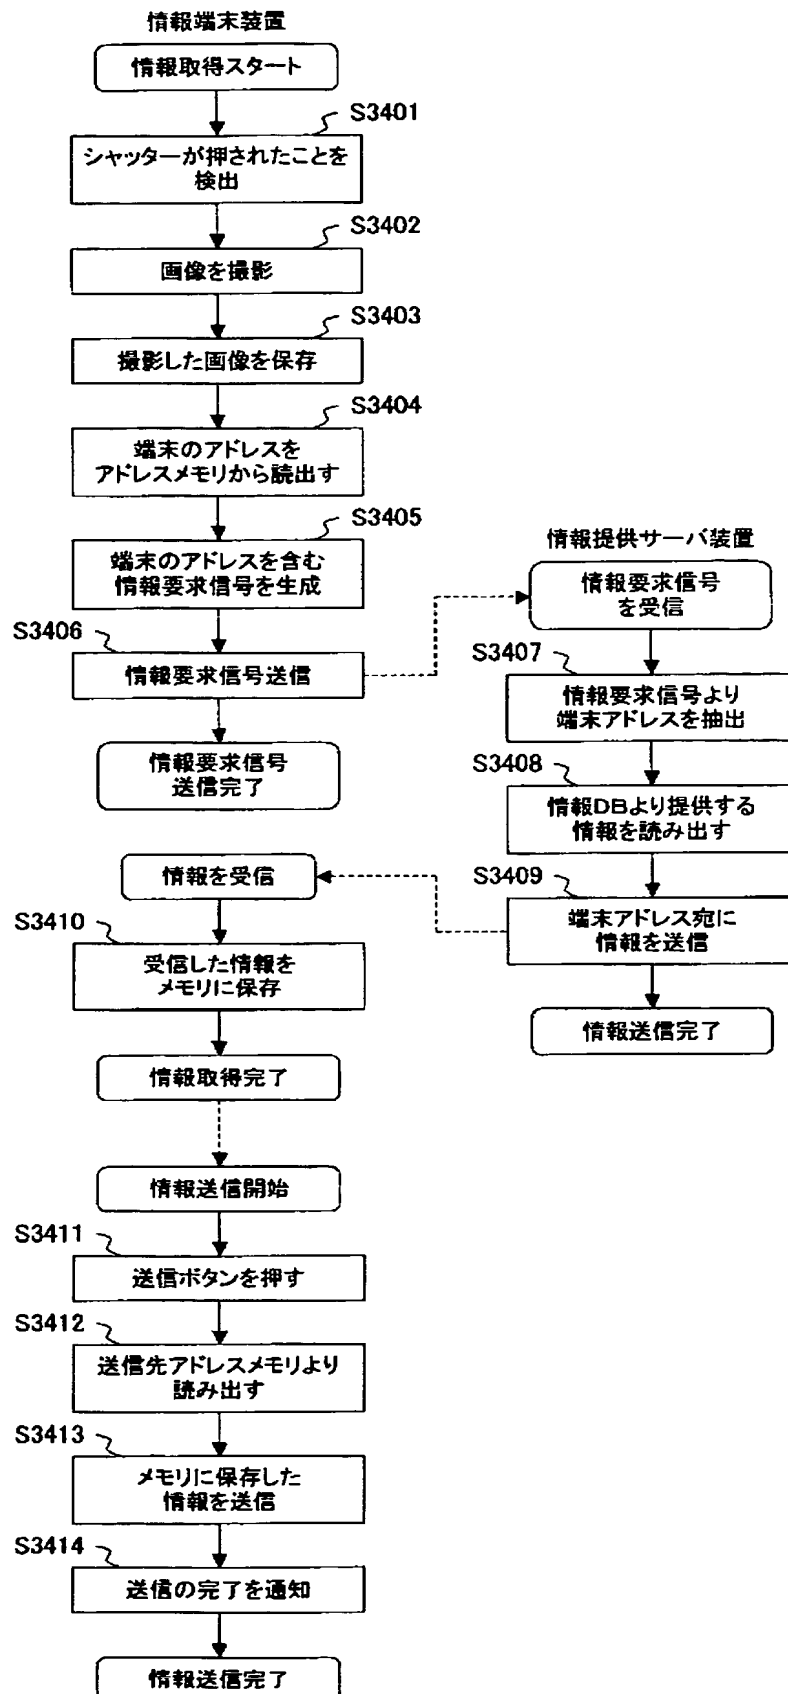 情報端末装置
情報取得スタート
S3401
シャッターが押されたことを
検出
S3402
画像を撮影
S3403
撮影した画像を保存
S3404
端末のアドレスを
アドレスメモリから読出す
S3405
端末のアドレスを含む
情報要求信号を生成
S3406
情報要求信号送信
情報要求信号
送信完了
情報提供サーバ装置
情報要求信号
を受信
S3407
情報要求信号より
端末アドレスを抽出
S3408
情報DBより提供する
情報を読み出す
S3409
端末アドレス宛に
情報を送信
情報送信完了
情報を受信
S3410
受信した情報を
メモリに保存
情報取得完了
情報送信開始
S3411
送信ボタンを押す
S3412
送信先アドレスメモリより
読み出す
S3413
メモリに保存した
情報を送信
S3414
送信の完了を通知
情報送信完了